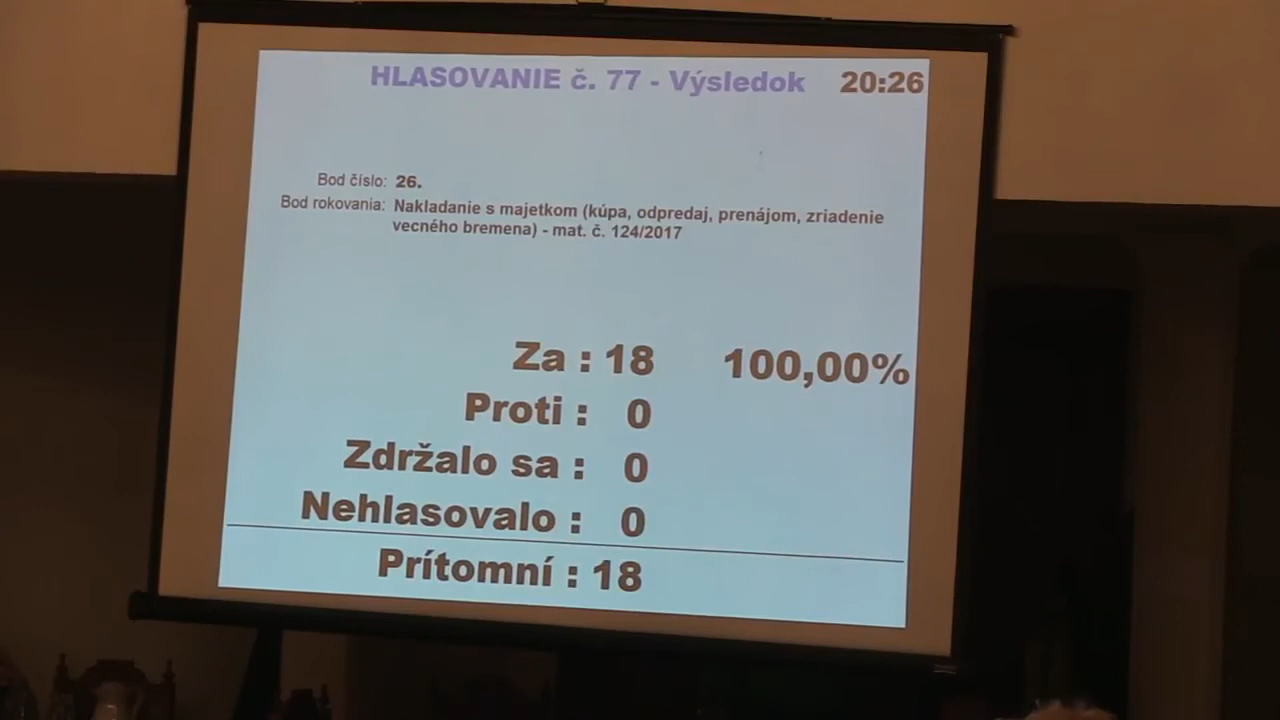 HLASOVANIE č. 77 - Výsledok 20:26
Bod číslo: 26.
Bod rokovania: Nakladanie s majetkom (kúpa, odpredaj, prenájom, zriadenie
vecného bremena) - mat. č. 124/2017
Za : 18 100,00%
Proti : 0
Zdržalo sa : 0
Nehlasovalo : 0
Prítomní : 18